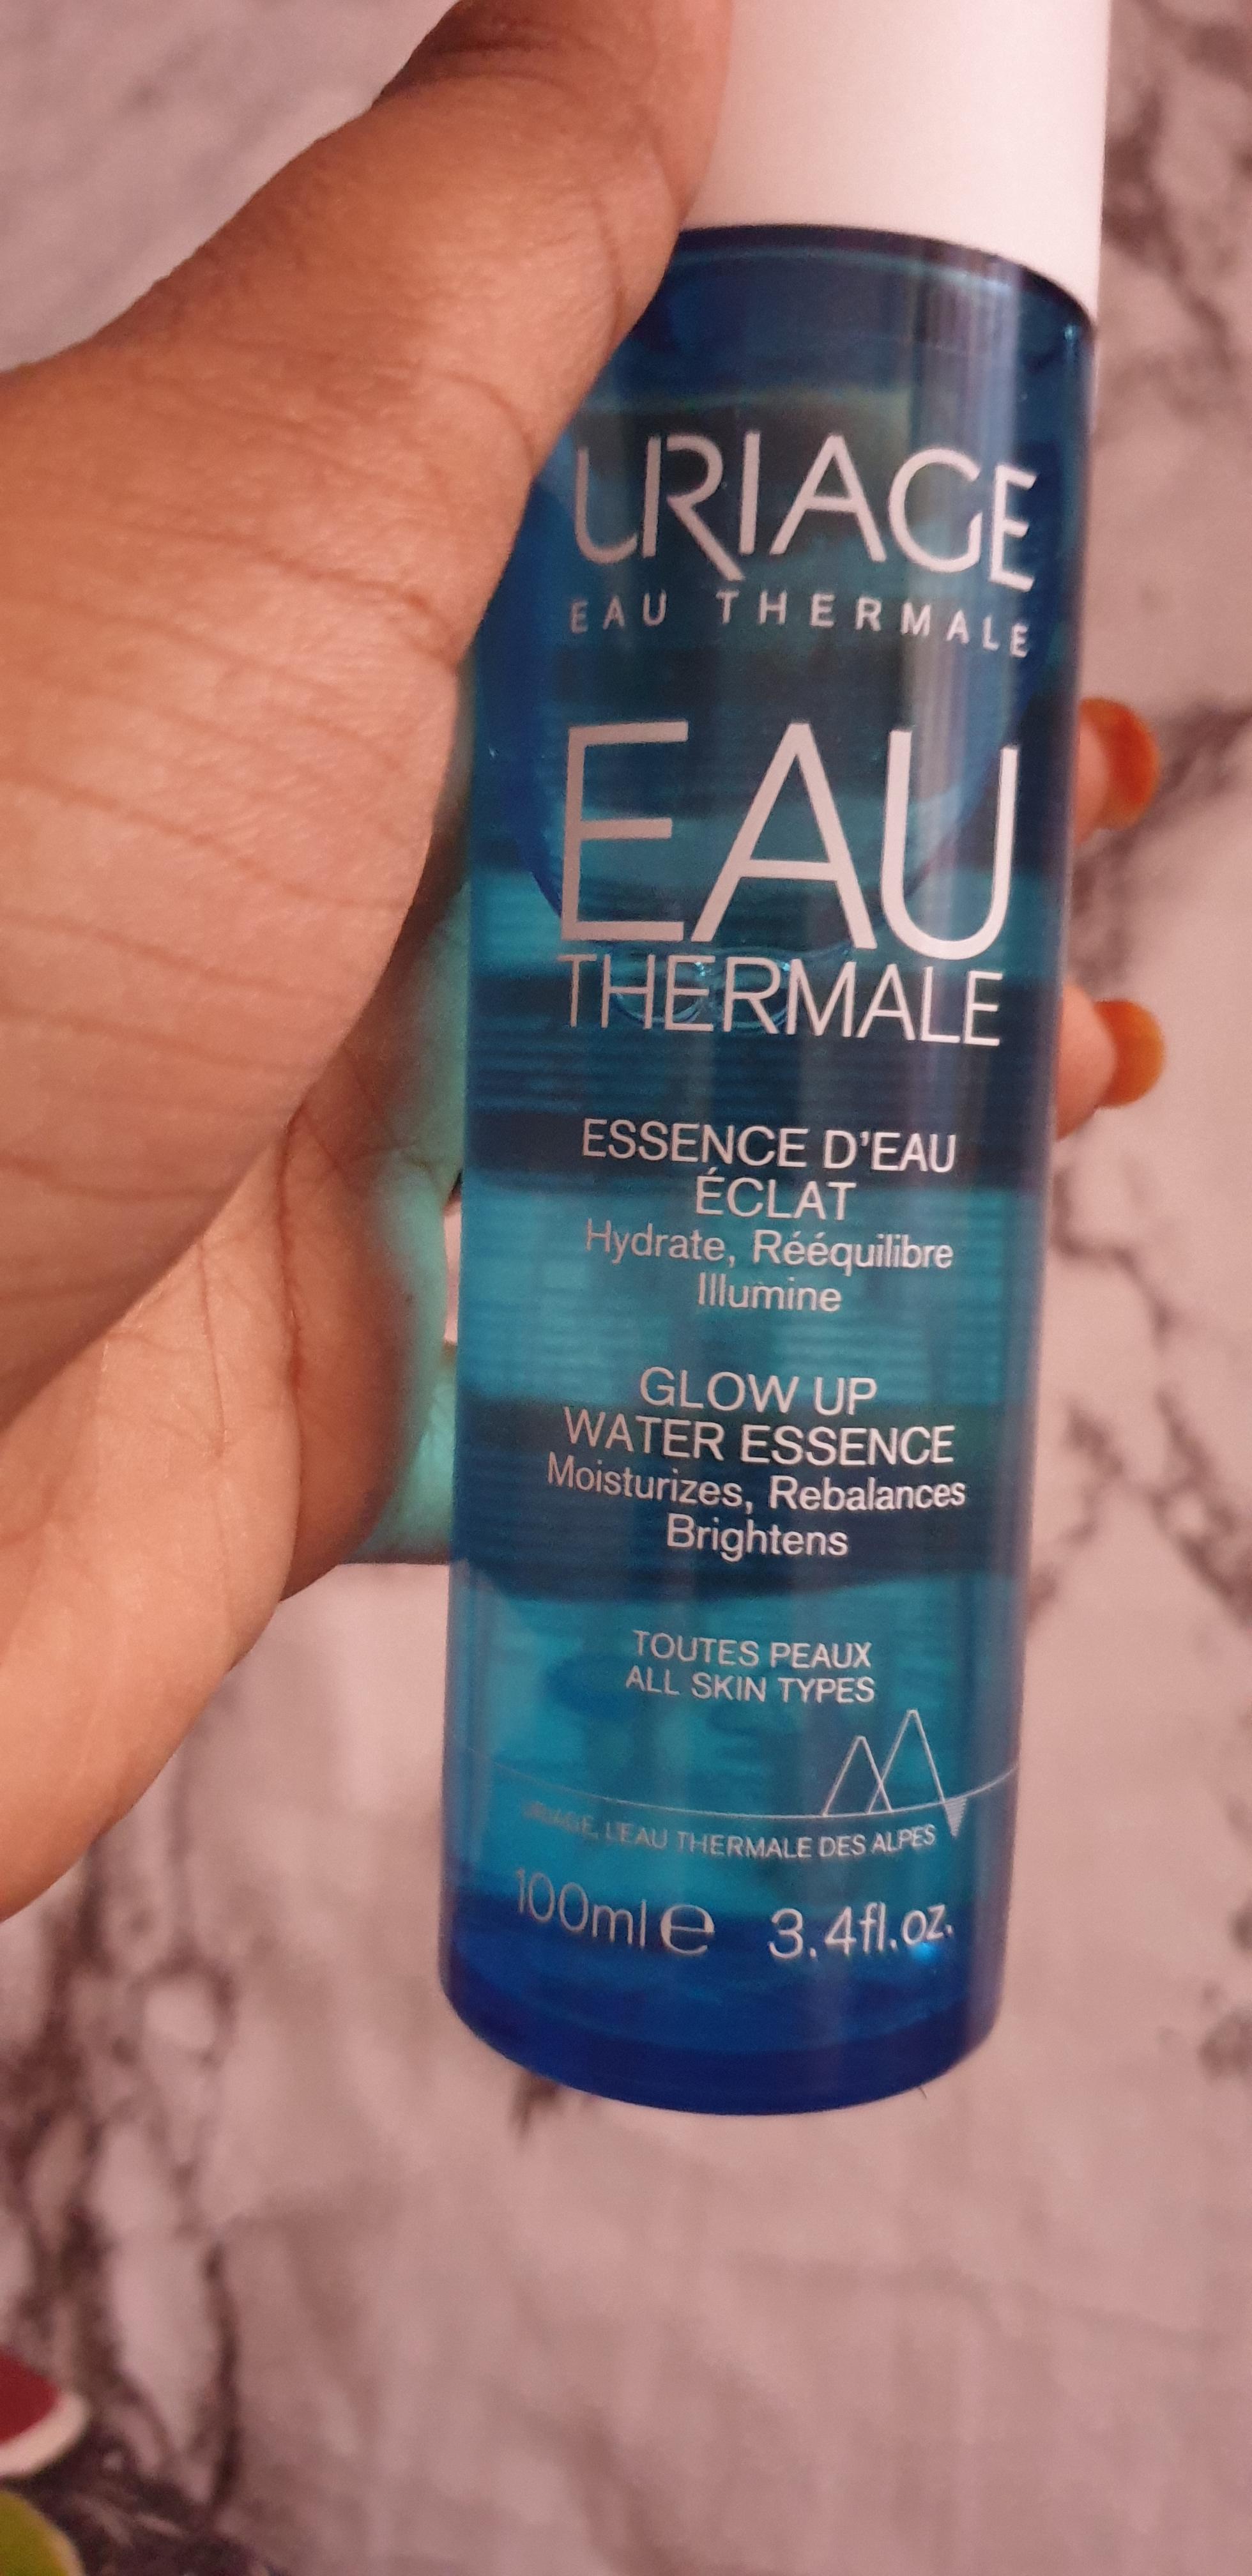 URIAGE
EAU THERMALE
EAU
THERMALE
ESSENCE D'EAU
ÉCLAT
Hydrate, Rééquilibre
Illumine
GLOW UP
WATER ESSENCE
Moisturizes, Rebalances
Brightens
TOUTES PEAUX
ALL SKIN TYPES
URIAGE, L'EAU THERMALE DES ALPES
100ml e 3.4fl.oz.